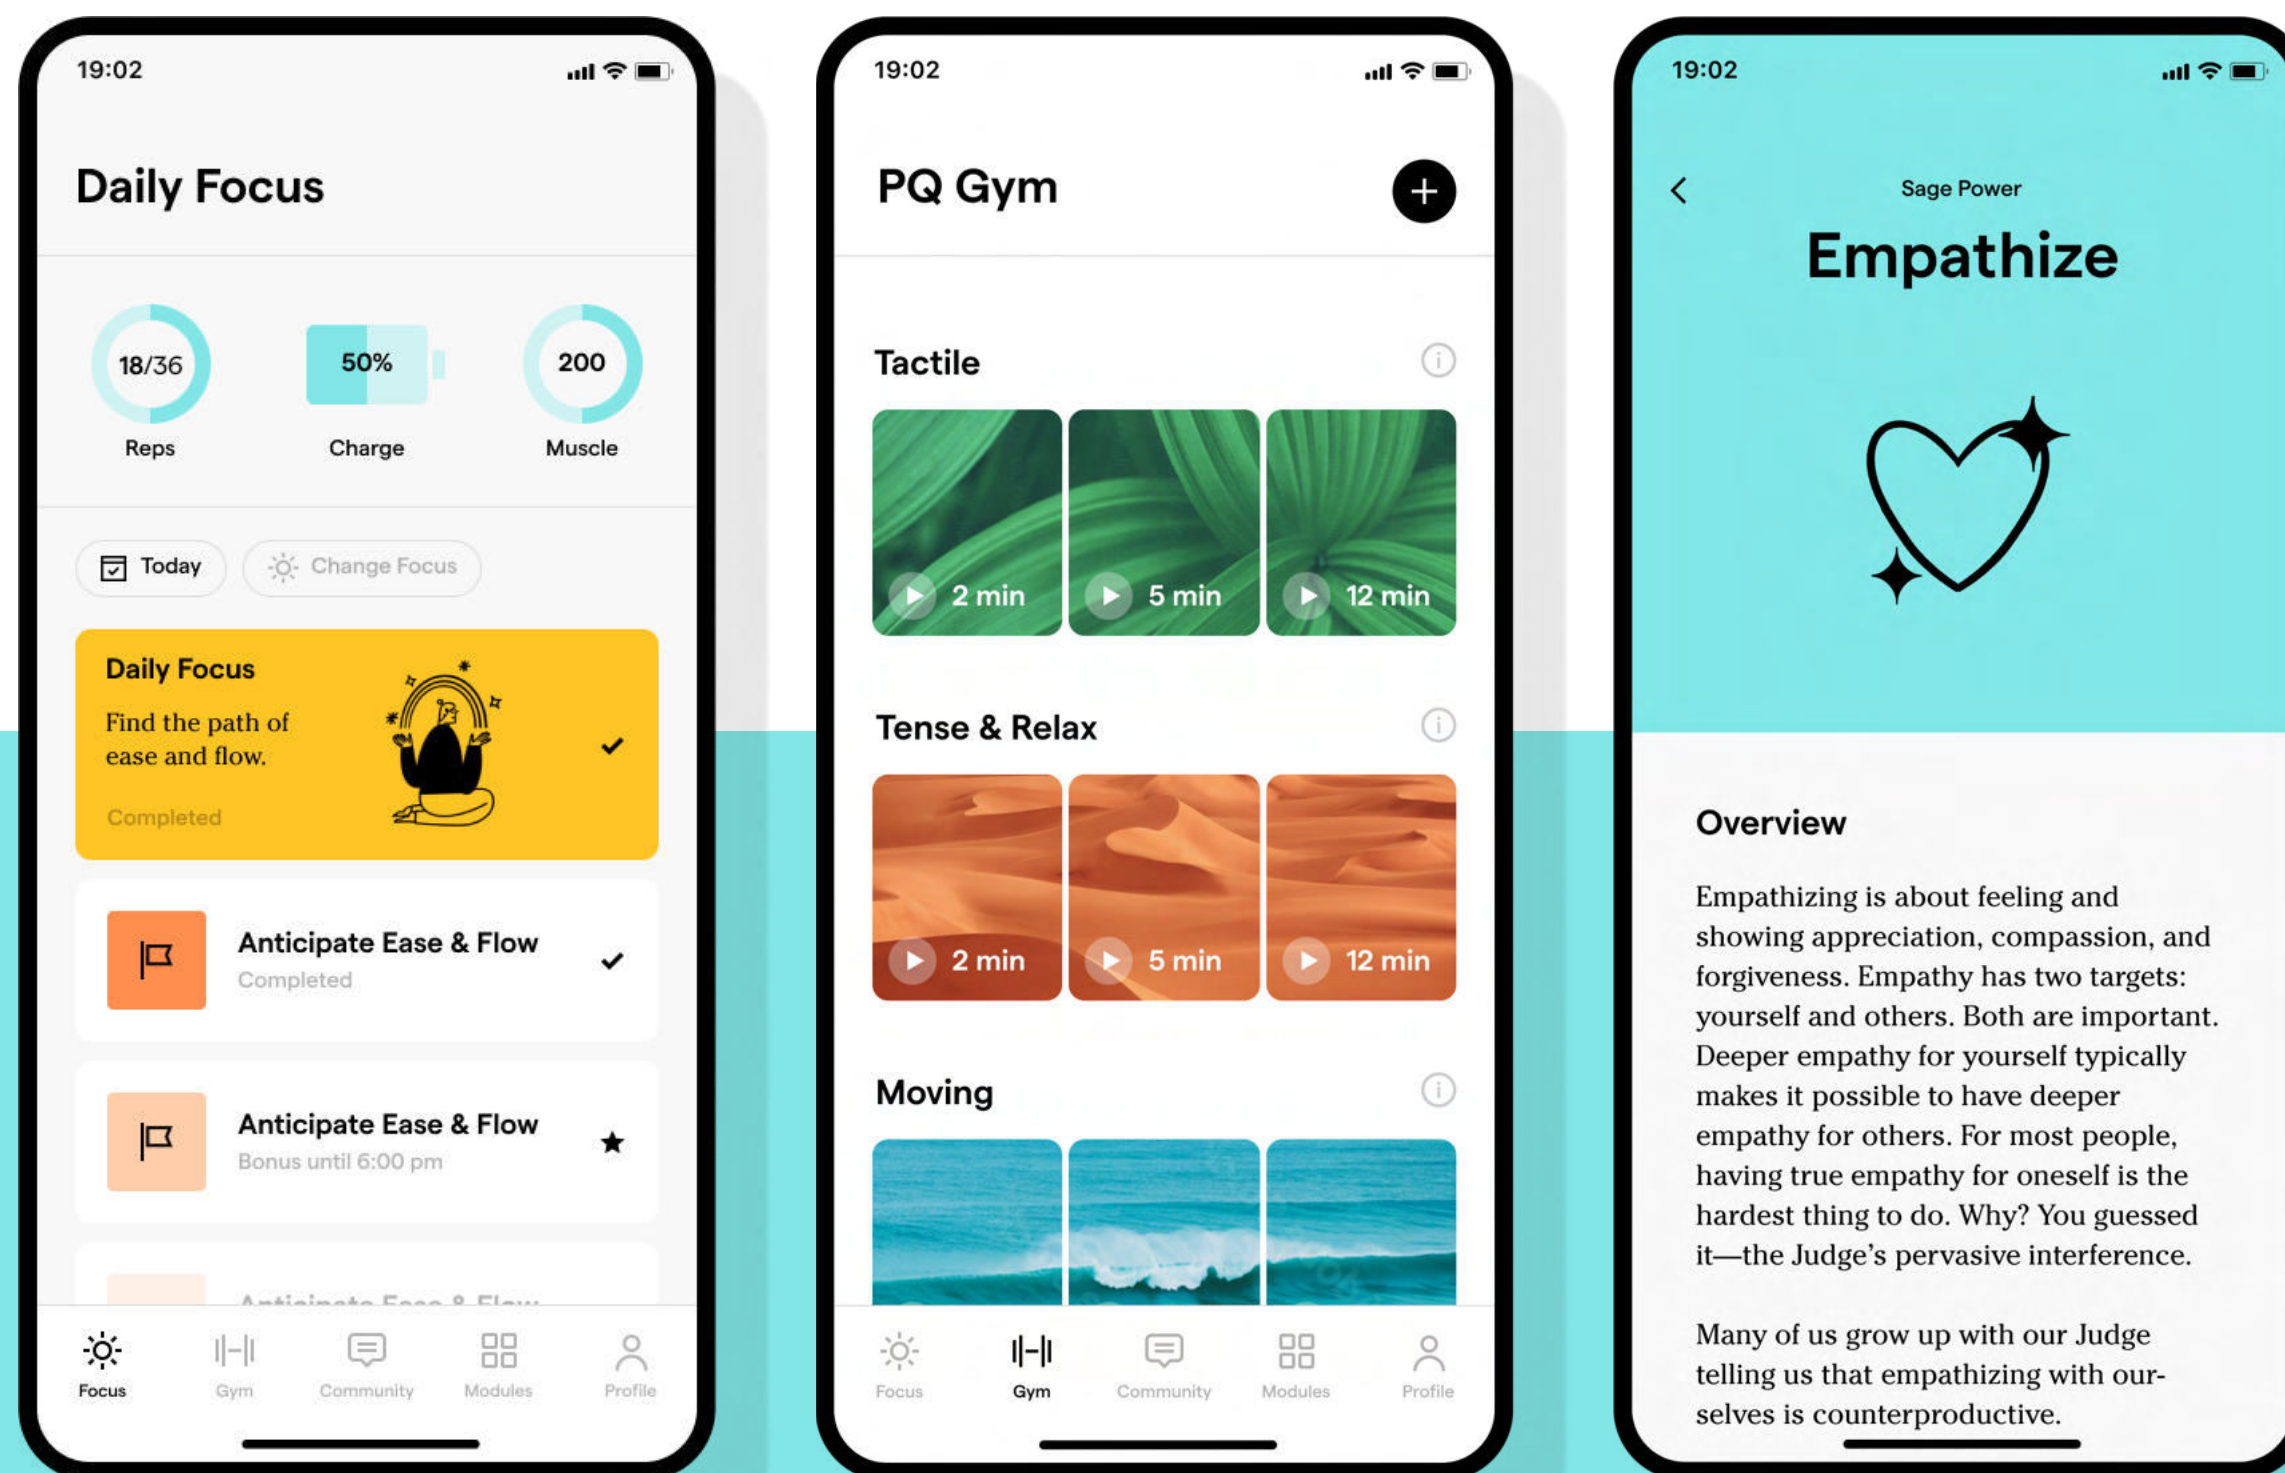 19:02
Daily Focus
18/36
50%
200
Reps
Charge
Muscle
Today
Change Focus
Daily Focus
Find the path of
ease and flow.
Completed
Anticipate Ease & Flow
Completed
Anticipate Ease & Flow
Bonus until 6:00 pm
Anticipate Ease & Flow
Focus
Gym
Community
Modules
Profile
19:02
PQ Gym
Tactile
2 min
5 min
12 min
Tense & Relax
2 min
5 min
12 min
Moving
Focus
Gym
Community
Modules
Profile
19:02
Sage Power
Empathize
Overview
Empathizing is about feeling and
showing appreciation, compassion, and
forgiveness. Empathy has two targets:
yourself and others. Both are important.
Deeper empathy for yourself typically
makes it possible to have deeper
empathy for others. For most people,
having true empathy for oneself is the
hardest thing to do. Why? You guessed
it—the Judge’s pervasive interference.
Many of us grow up with our Judge
telling us that empathizing with our-
selves is counterproductive.